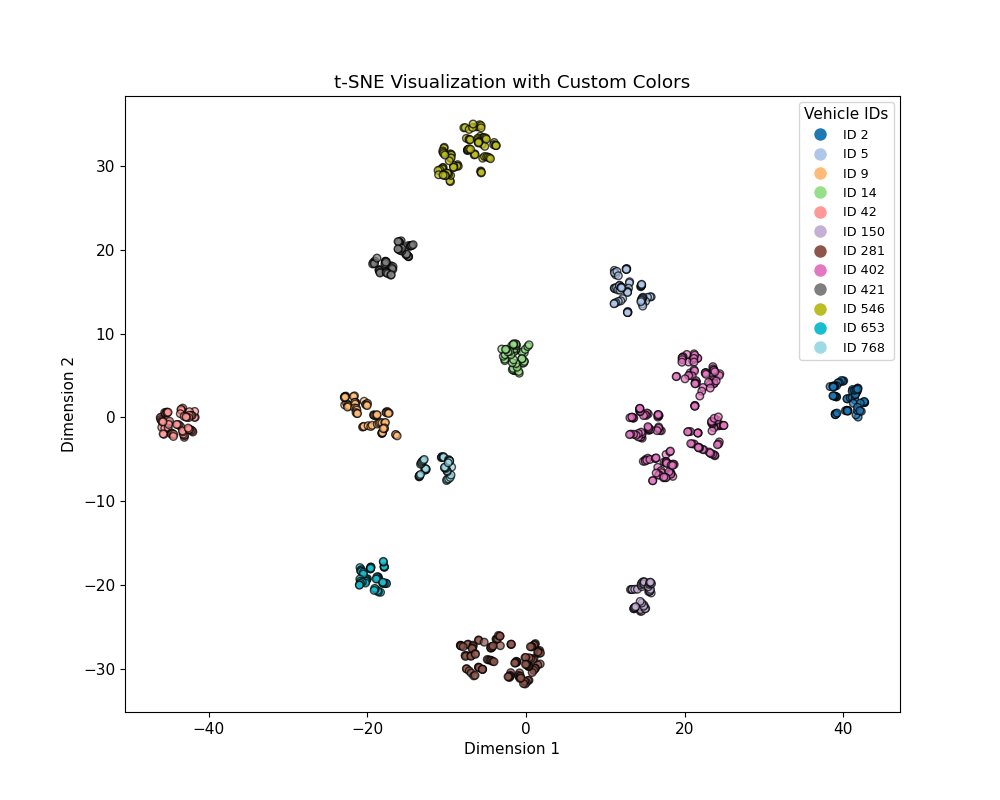 t-SNE Visualization with Custom Colors
Vehicle IDs
ID 2
ID 5
ID 9
ID 14
ID 42
ID 150
ID 281
ID 402
ID 421
ID 546
ID 653
ID 768
Dimension 2
30
20
10
0
−10
−20
−30
−40 −20 0 20 40
Dimension 1